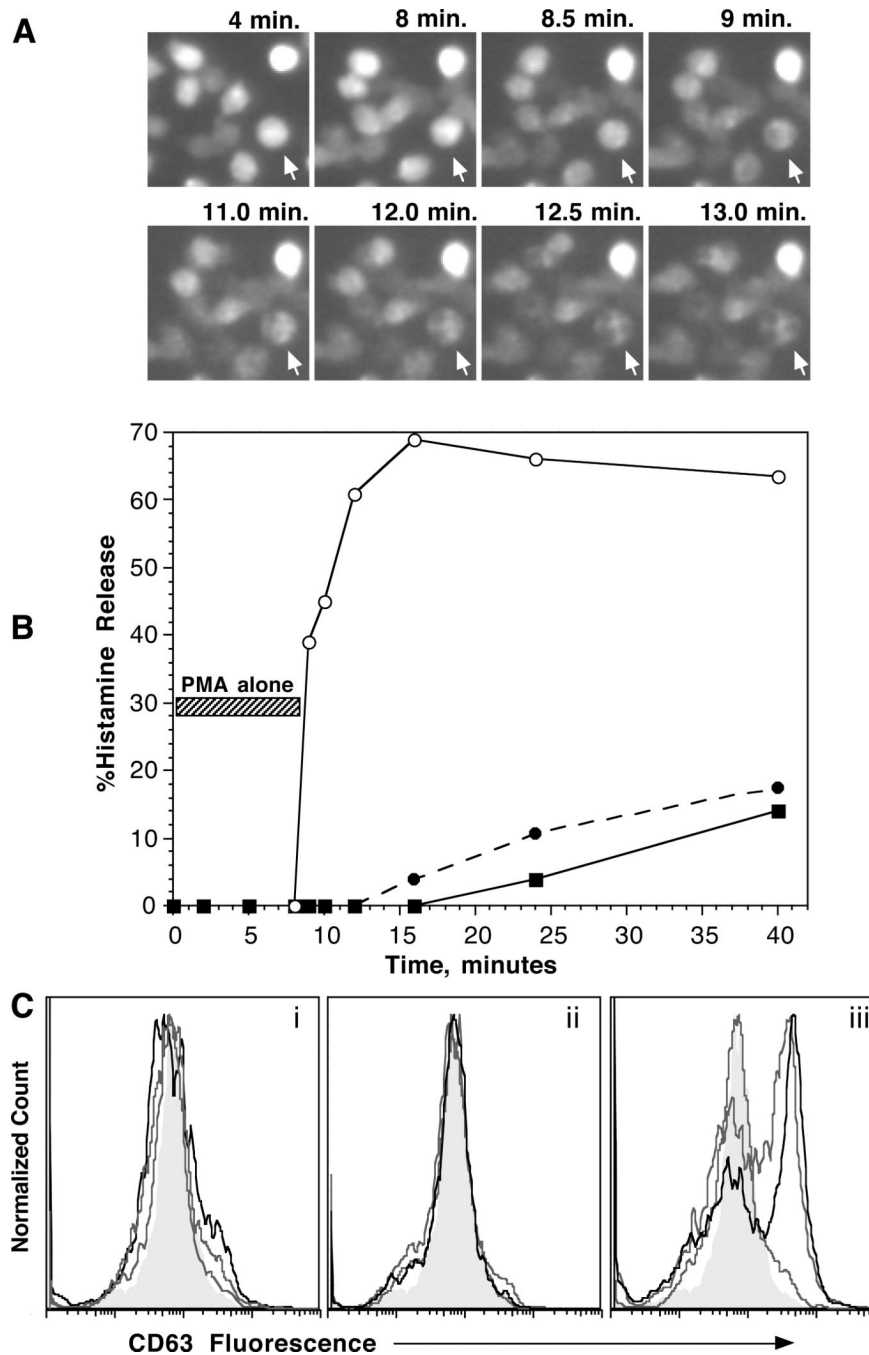 A
4 min. 8 min. 8.5 min. 9 min.
11.0 min. 12.0 min. 12.5 min. 13.0 min.
B
%Histamine Release
70
60
50
40
30
20
10
0
PMA alone
0 5 10 15 20 25 30 35 40
Time, minutes
C
Normalized Count
i ii iii
CD63 Fluorescence